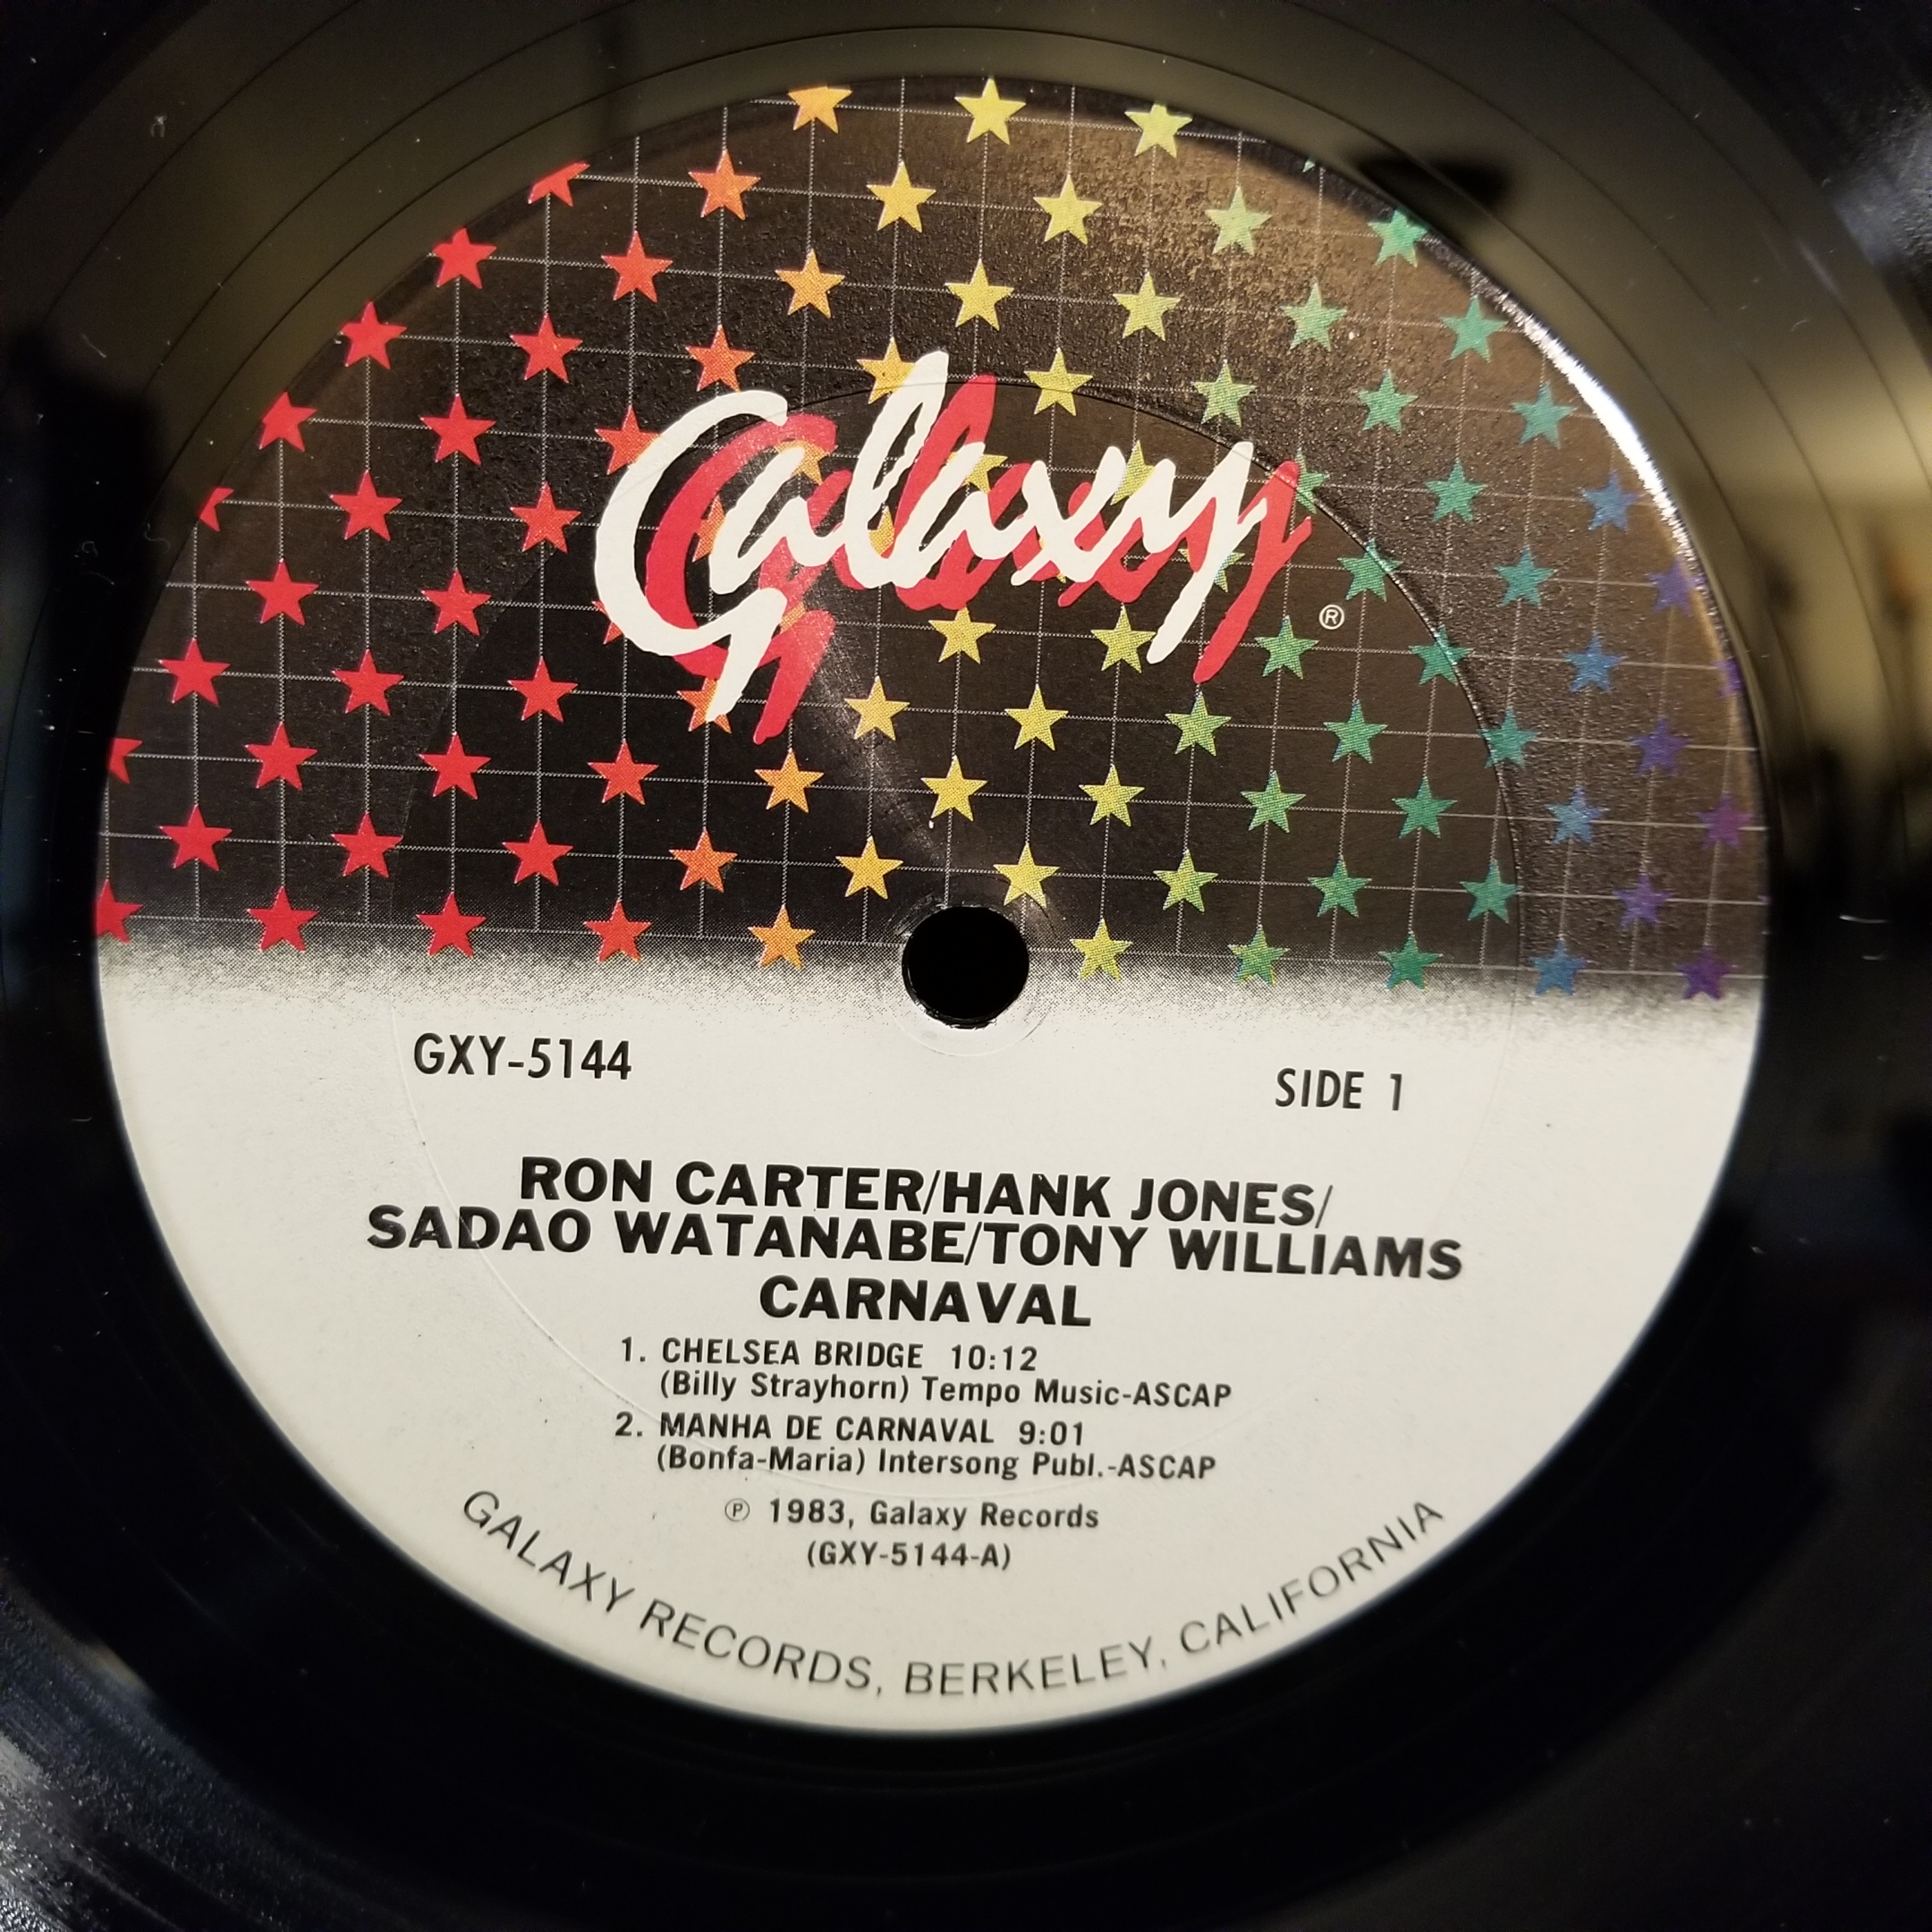 Galaxy
®
GXY-5144
SIDE 1
RON CARTER/HANK JONES/
SADAO WATANABE/TONY WILLIAMS
CARNAVAL
1. CHELSEA BRIDGE 10:12
(Billy Strayhorn) Tempo Music-ASCAP
2. MANHA DE CARNAVAL 9:01
(Bonfa-Maria) Intersong Publ.-ASCAP
℗ 1983, Galaxy Records
(GXY-5144-A)
GALAXY RECORDS, BERKELEY, CALIFORNIA